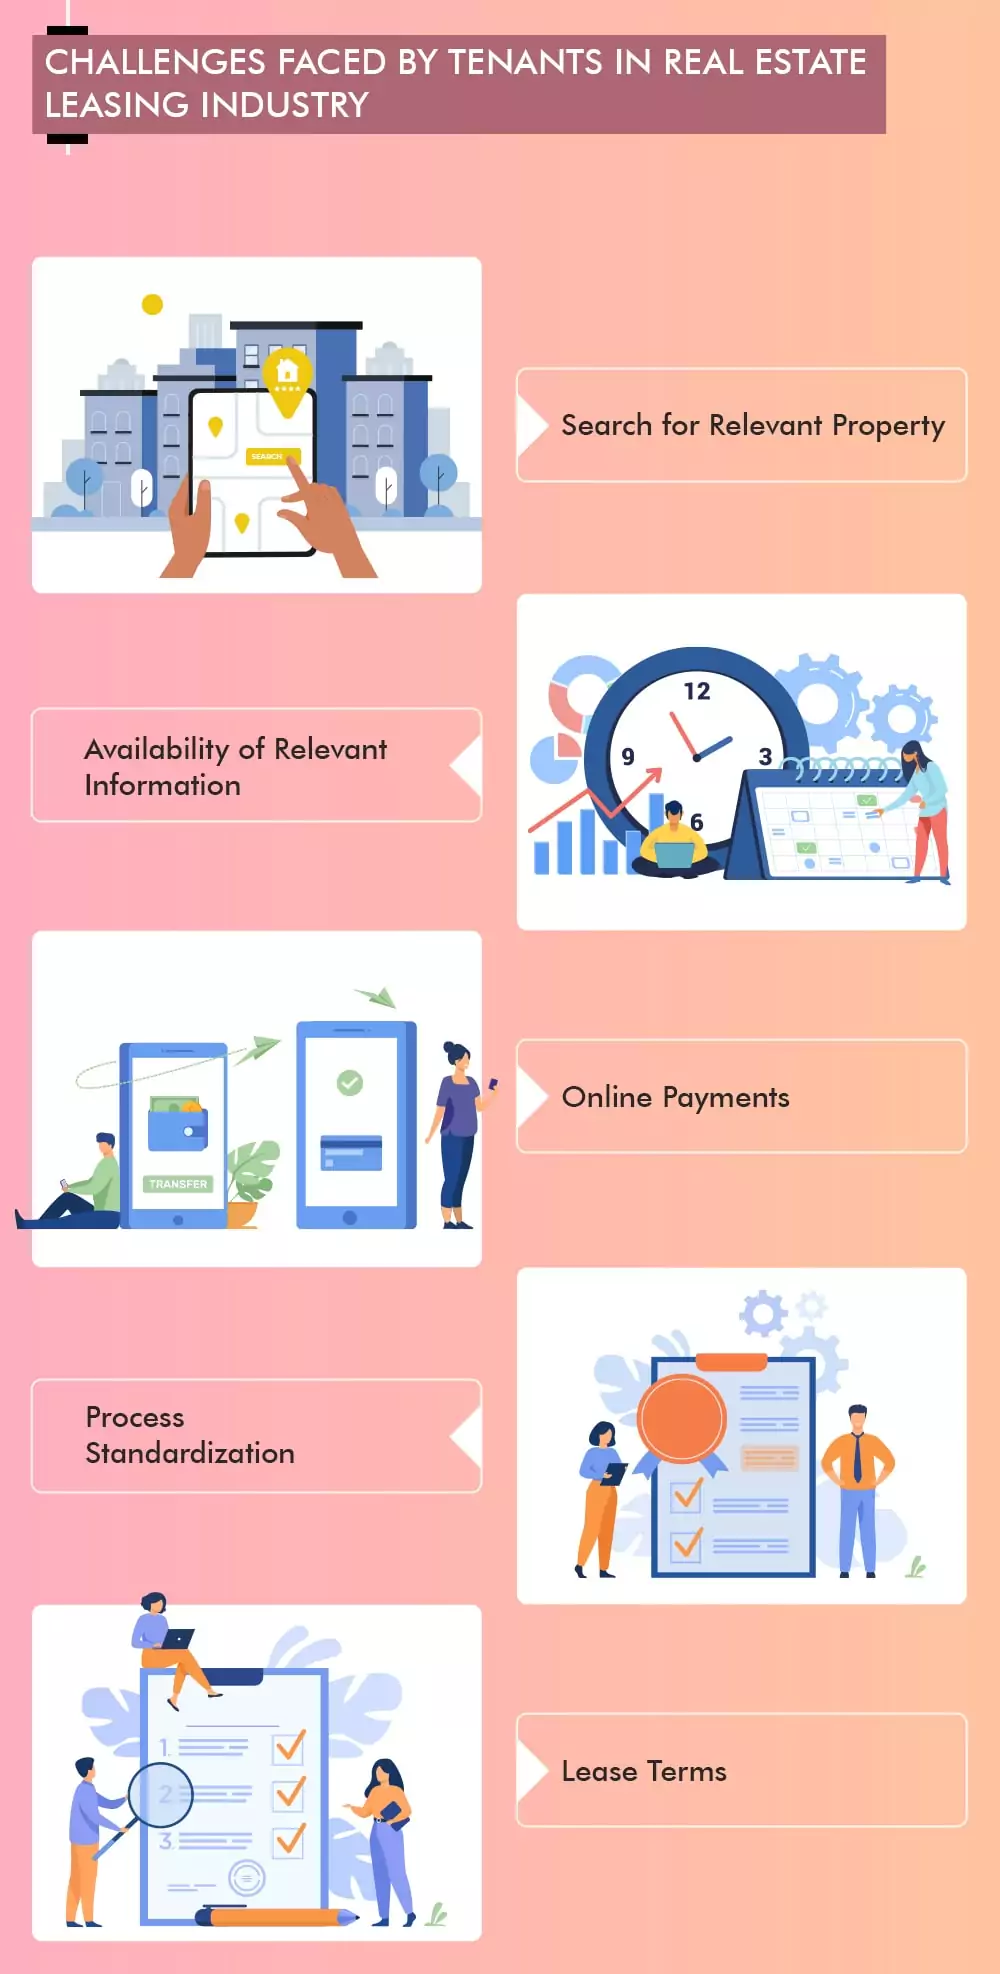 CHALLENGES FACED BY TENANTS IN REAL ESTATE
LEASING INDUSTRY
SEARCH
Search for Relevant Property
12
9
3
6
Availability of Relevant
Information
TRANSFER
Online Payments
Process
Standardization
1.
2
3.
Lease Terms